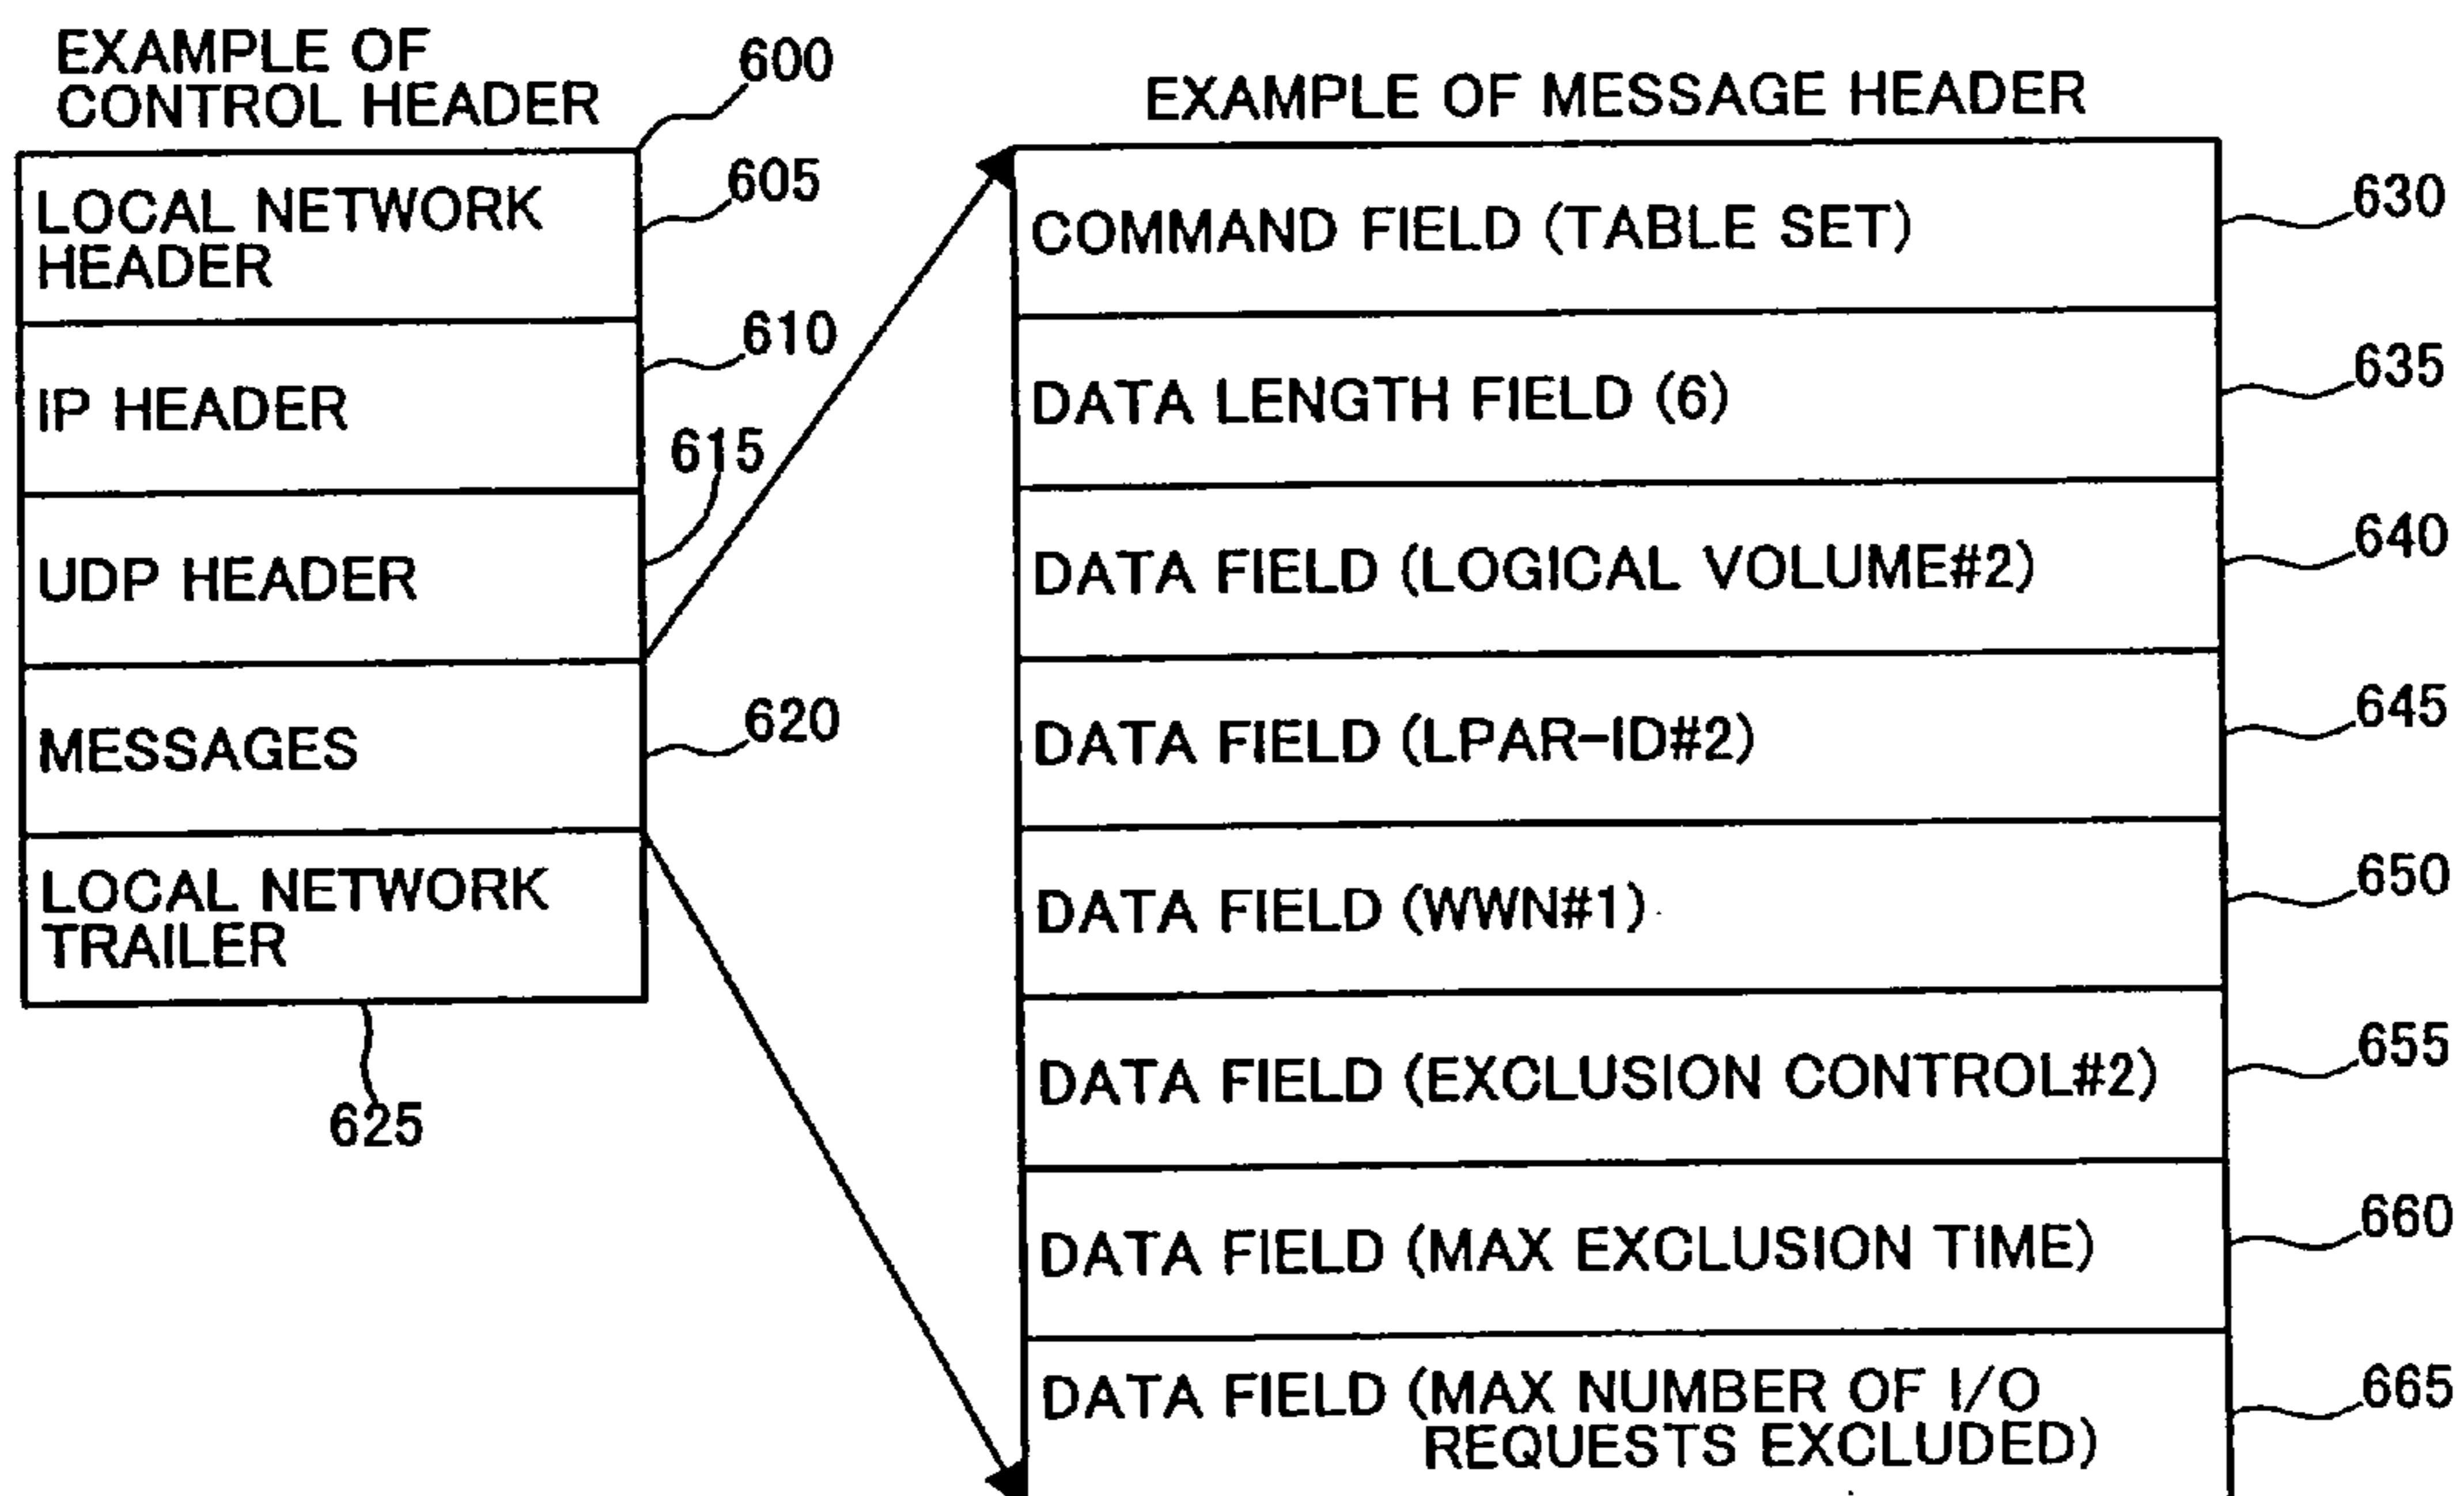 EXAMPLE OF
CONTROL HEADER
600
LOCAL NETWORK
HEADER
605
IP HEADER
610
UDP HEADER
615
MESSAGES
620
LOCAL NETWORK
TRAILER
625
EXAMPLE OF MESSAGE HEADER
COMMAND FIELD (TABLE SET)
630
DATA LENGTH FIELD (6)
635
DATA FIELD (LOGICAL VOLUME#2)
640
DATA FIELD (LPAR-ID#2)
645
DATA FIELD (WWN#1)
650
DATA FIELD (EXCLUSION CONTROL#2)
655
DATA FIELD (MAX EXCLUSION TIME)
660
DATA FIELD (MAX NUMBER OF I/O
REQUESTS EXCLUDED)
665